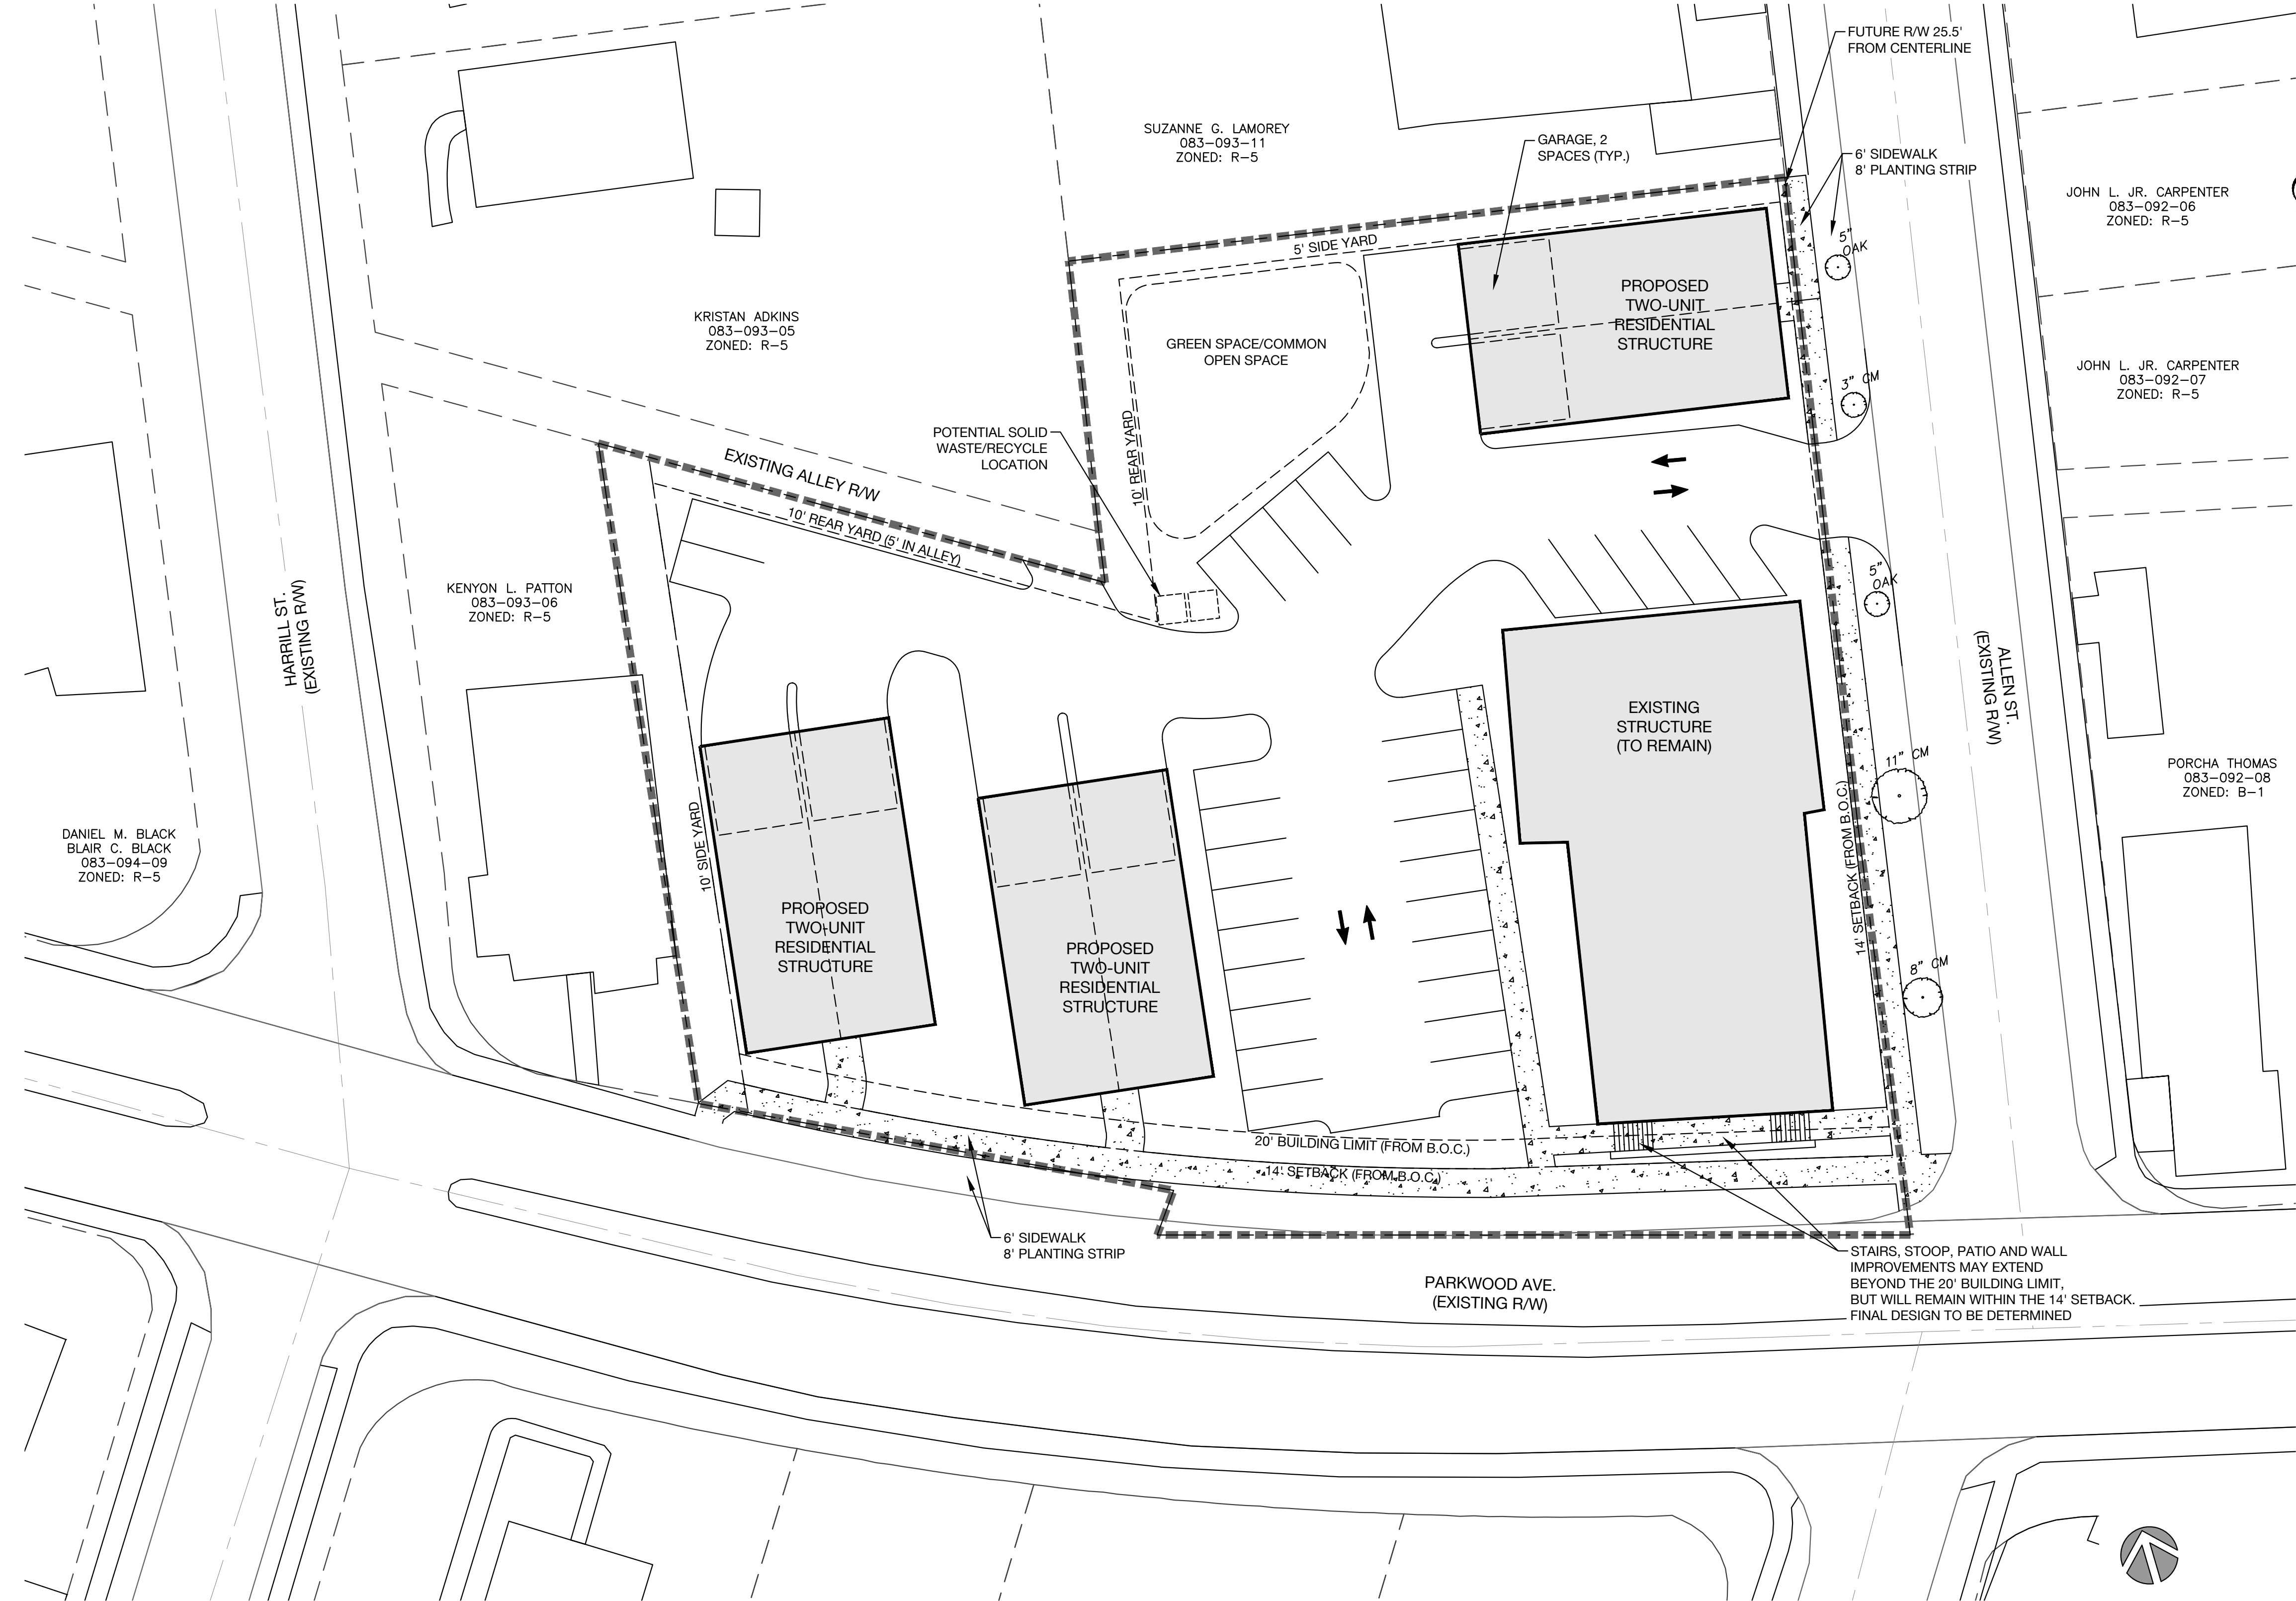 FUTURE R/W 25.5'
FROM CENTERLINE
SUZANNE G. LAMOREY
083-093-11
ZONED: R-5
GARAGE, 2
SPACES (TYP.)
6' SIDEWALK
8' PLANTING STRIP
JOHN L. JR. CARPENTER
083-092-06
ZONED: R-5
5' SIDE YARD
5" OAK
PROPOSED
TWO-UNIT
RESIDENTIAL
STRUCTURE
KRISTAN ADKINS
083-093-05
ZONED: R-5
GREEN SPACE/COMMON
OPEN SPACE
JOHN L. JR. CARPENTER
083-092-07
ZONED: R-5
3" CM
POTENTIAL SOLID
WASTE/RECYCLE
LOCATION
10' REAR YARD
EXISTING ALLEY R/W
10' REAR YARD (5' IN ALLEY)
KENYON L. PATTON
083-093-06
ZONED: R-5
5" OAK
HARRILL ST.
(EXISTING R/W)
ALLEN ST.
(EXISTING R/W)
EXISTING
STRUCTURE
(TO REMAIN)
11" CM
PORCHA THOMAS
083-092-08
ZONED: B-1
DANIEL M. BLACK
BLAIR C. BLACK
083-094-09
ZONED: R-5
10' SIDE YARD
14' SETBACK (FROM B.O.C.)
PROPOSED
TWO-UNIT
RESIDENTIAL
STRUCTURE
PROPOSED
TWO-UNIT
RESIDENTIAL
STRUCTURE
8" CM
20' BUILDING LIMIT (FROM B.O.C.)
14' SETBACK (FROM B.O.C.)
6' SIDEWALK
8' PLANTING STRIP
PARKWOOD AVE.
(EXISTING R/W)
STAIRS, STOOP, PATIO AND WALL
IMPROVEMENTS MAY EXTEND
BEYOND THE 20' BUILDING LIMIT,
BUT WILL REMAIN WITHIN THE 14' SETBACK.
FINAL DESIGN TO BE DETERMINED